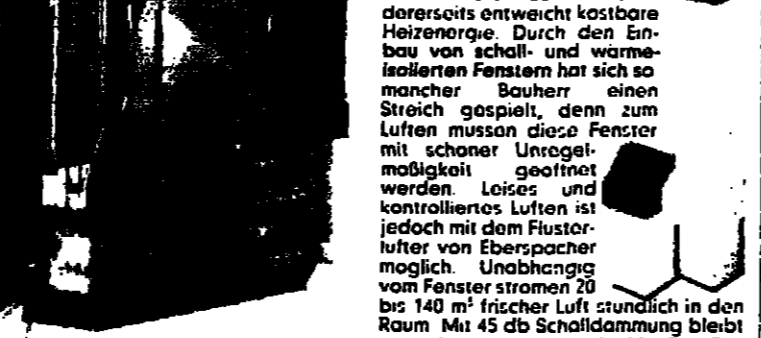 dererseits entweicht kostbare
Heizenergie. Durch den Ein-
bau von schall- und wärme-
isolierten Fenstern hat sich so
mancher Bauherr einen
Streich gespielt, denn zum
Lüften müssen diese Fenster
mit schöner Unregel-
mäßigkeit geöffnet
werden. Leises und
kontrolliertes Lüften ist
jedoch mit dem Flüster-
lüfter von Eberspächer
möglich. Unabhängig
vom Fenster strömen 20
bis 140 m³ frischer Luft stündlich in den
Raum. Mit 45 db Schalldämmung bleibt